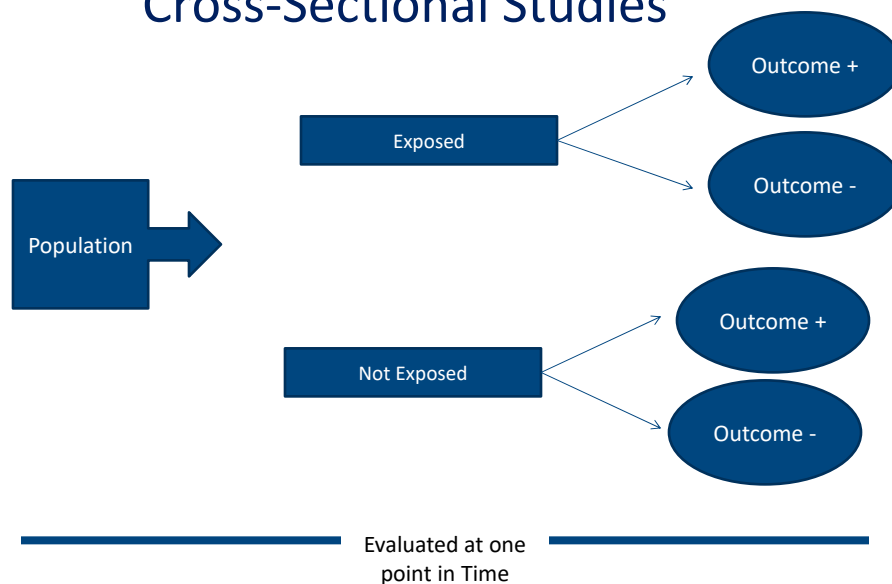 Cross-Sectional Studies
Outcome +
Exposed
Outcome -
Population
Outcome +
Not Exposed
Outcome -
Evaluated at one
point in Time